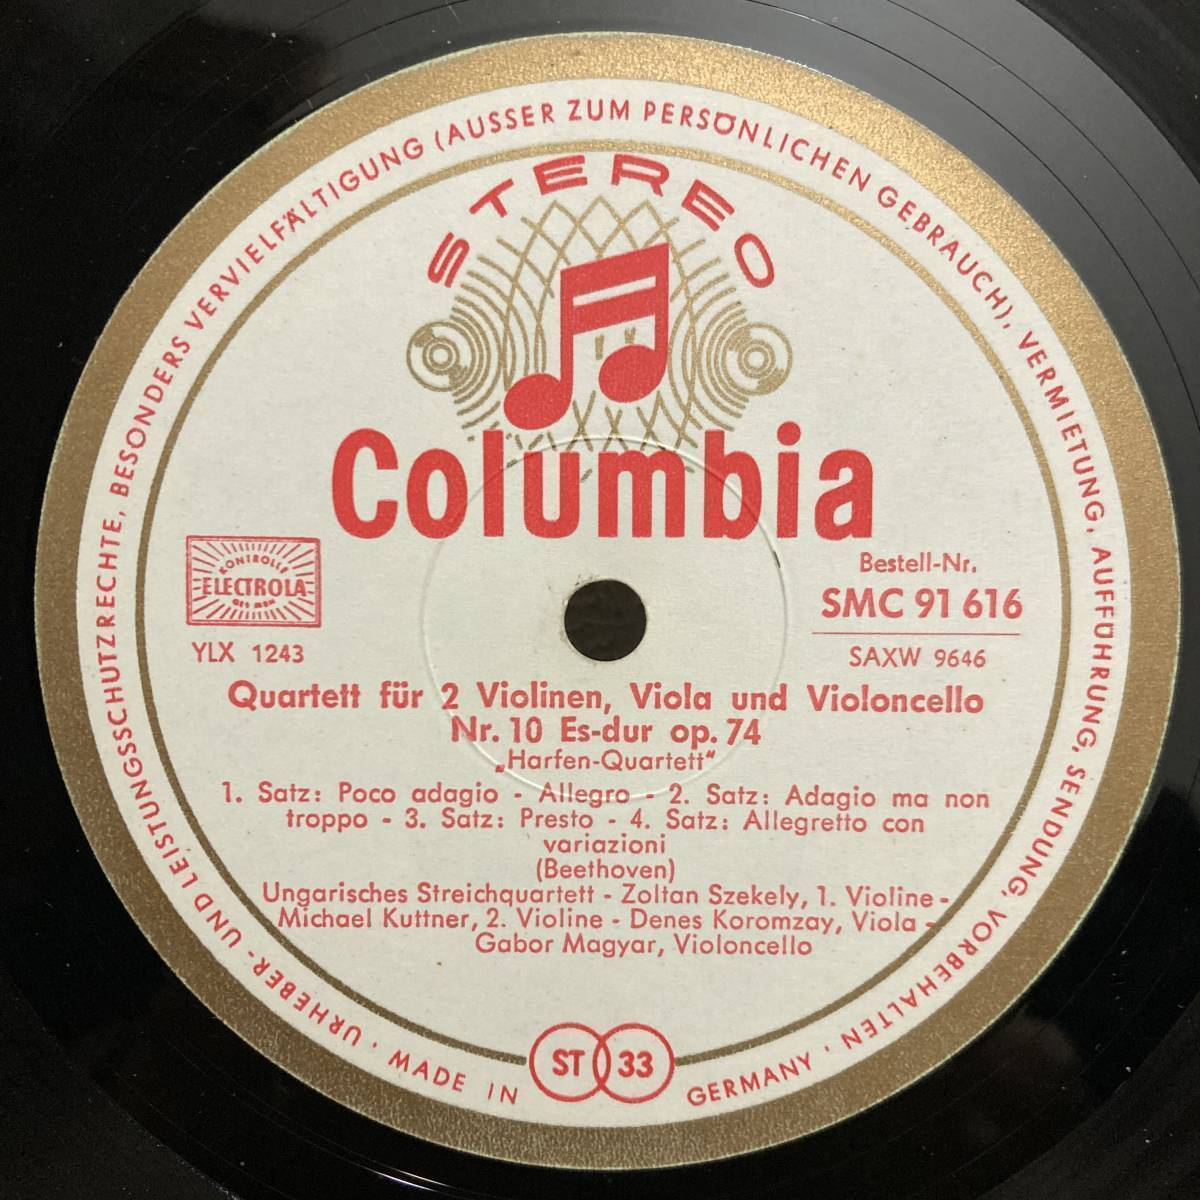 URHEBER- UND LEISTUNGSSCHUTZRECHTE, BESONDERS VERVIELFÄLTIGUNG (AUSSER ZUM PERSÖNLICHEN GEBRAUCH), VERMIETUNG, AUFFÜHRUNG, SENDUNG, VORBEHALTEN ·
STEREO
Columbia
KONTROLLE
ELECTROLA
GES MBH
Bestell-Nr.
SMC 91 616
YLX 1243
SAXW 9646
Quartett für 2 Violinen, Viola und Violoncello
Nr. 10 Es-dur op. 74
„Harfen-Quartett“
1. Satz: Poco adagio - Allegro - 2. Satz: Adagio ma non
troppo - 3. Satz: Presto - 4. Satz: Allegretto con
variazioni
(Beethoven)
Ungarisches Streichquartett - Zoltan Szekely, 1. Violine -
Michael Kuttner, 2. Violine - Denes Koromzay, Viola -
Gabor Magyar, Violoncello
ST 33
· MADE IN GERMANY